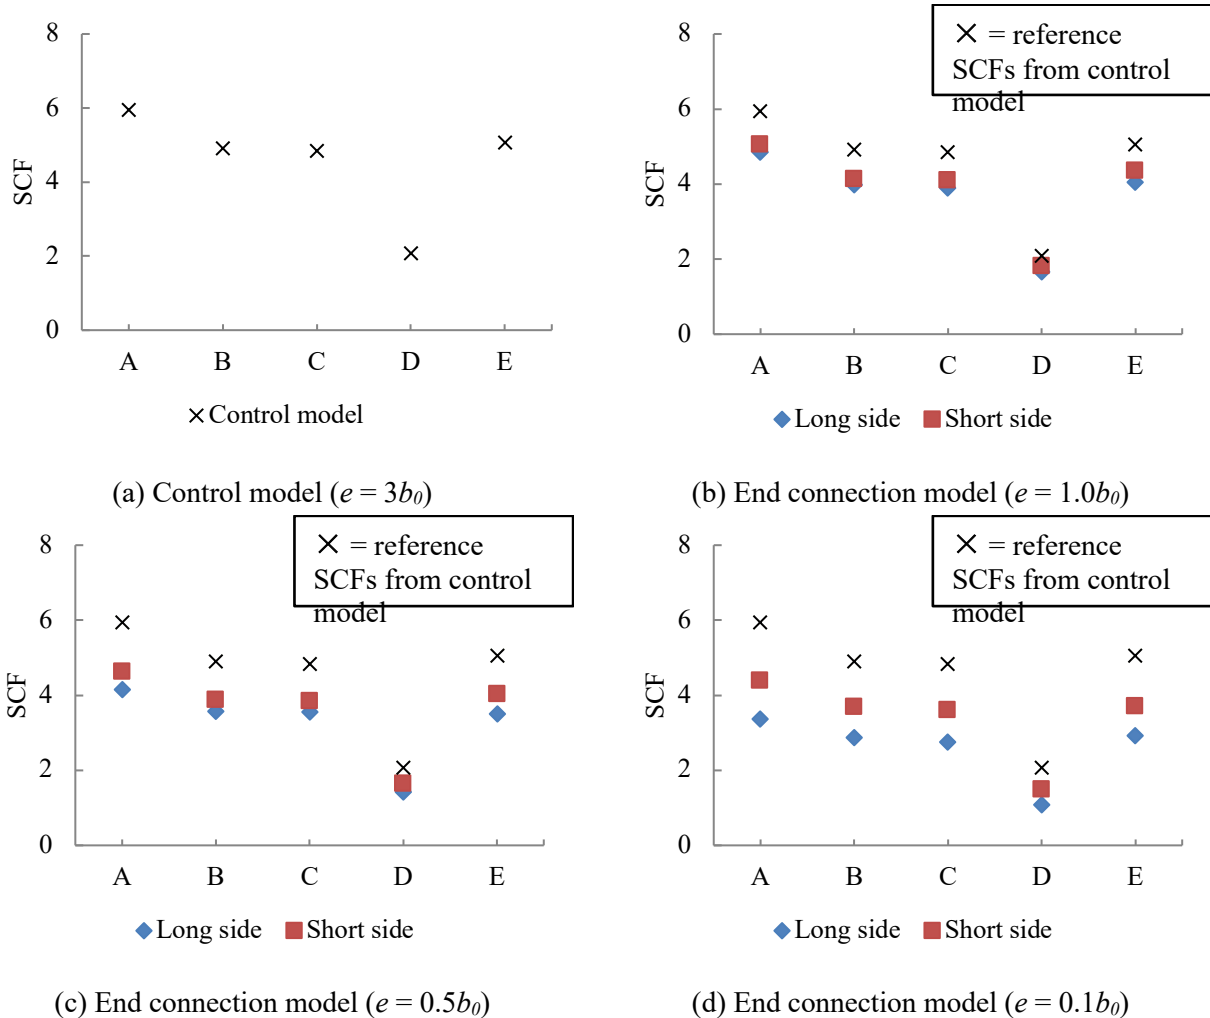 8
6
4
2
0
SCF
A B C D E
× Control model
(a) Control model (e = 3b₀)
8
6
4
2
0
SCF
× = reference
SCFs from control
model
A B C D E
Long side Short side
(b) End connection model (e = 1.0b₀)
8
6
4
2
0
SCF
× = reference
SCFs from control
model
A B C D E
Long side Short side
(c) End connection model (e = 0.5b₀)
8
6
4
2
0
SCF
× = reference
SCFs from control
model
A B C D E
Long side Short side
(d) End connection model (e = 0.1b₀)